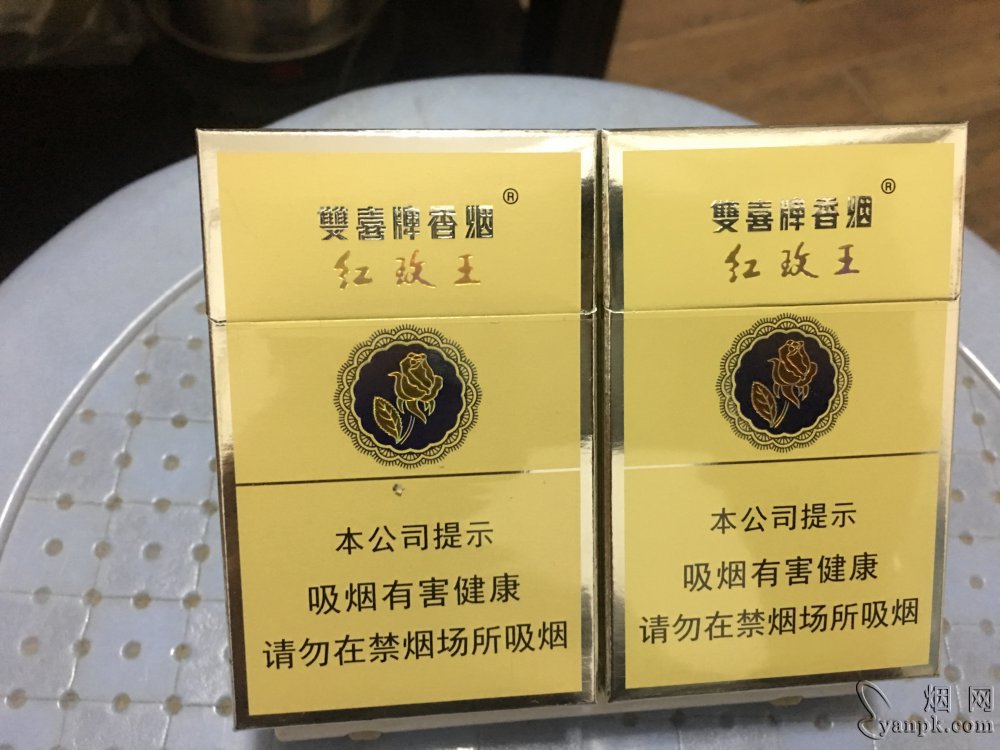 雙喜牌香烟®
红玫王
本公司提示
吸烟有害健康
请勿在禁烟场所吸烟
雙喜牌香烟®
红玫王
本公司提示
吸烟有害健康
请勿在禁烟场所吸烟
烟网
yanpk.com